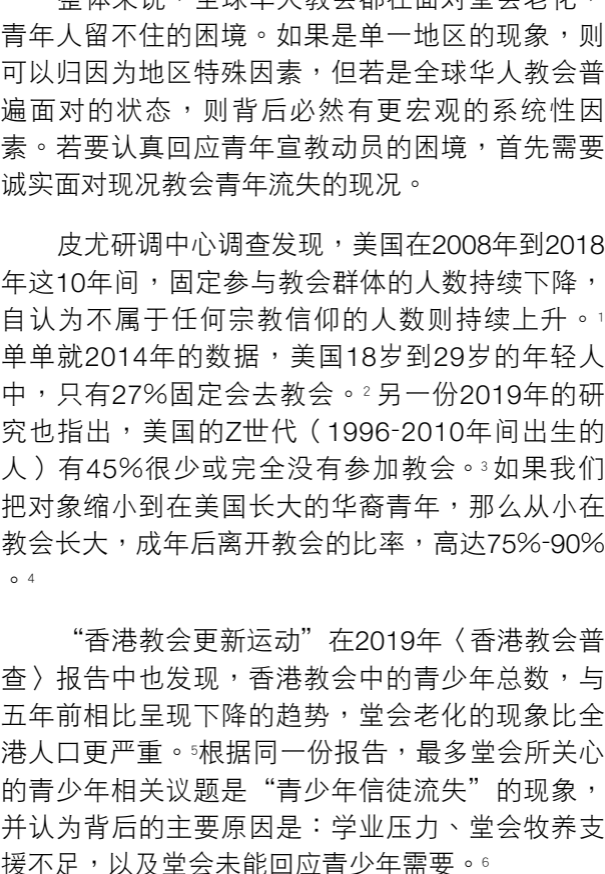 整体来说，全球华人教会都在面对堂会老化，
青年人留不住的困境。如果是单一地区的现象，则
可以归因为地区特殊因素，但若是全球华人教会普
遍面对的状态，则背后必然有更宏观的系统性因
素。若要认真回应青年宣教动员的困境，首先需要
诚实面对现况教会青年流失的现况。
皮尤研调中心调查发现，美国在2008年到2018
年这10年间，固定参与教会群体的人数持续下降，
自认为不属于任何宗教信仰的人数则持续上升。1
单单就2014年的数据，美国18岁到29岁的年轻人
中，只有27%固定会去教会。2 另一份2019年的研
究也指出，美国的Z世代（1996-2010年间出生的
人）有45%很少或完全没有参加教会。3 如果我们
把对象缩小到在美国长大的华裔青年，那么从小在
教会长大，成年后离开教会的比率，高达75%-90%
。4
“香港教会更新运动”在2019年〈香港教会普
查〉报告中也发现，香港教会中的青少年总数，与
五年前相比呈现下降的趋势，堂会老化的现象比全
港人口更严重。5根据同一份报告，最多堂会所关心
的青少年相关议题是“青少年信徒流失”的现象，
并认为背后的主要原因是：学业压力、堂会牧养支
援不足，以及堂会未能回应青少年需要。6